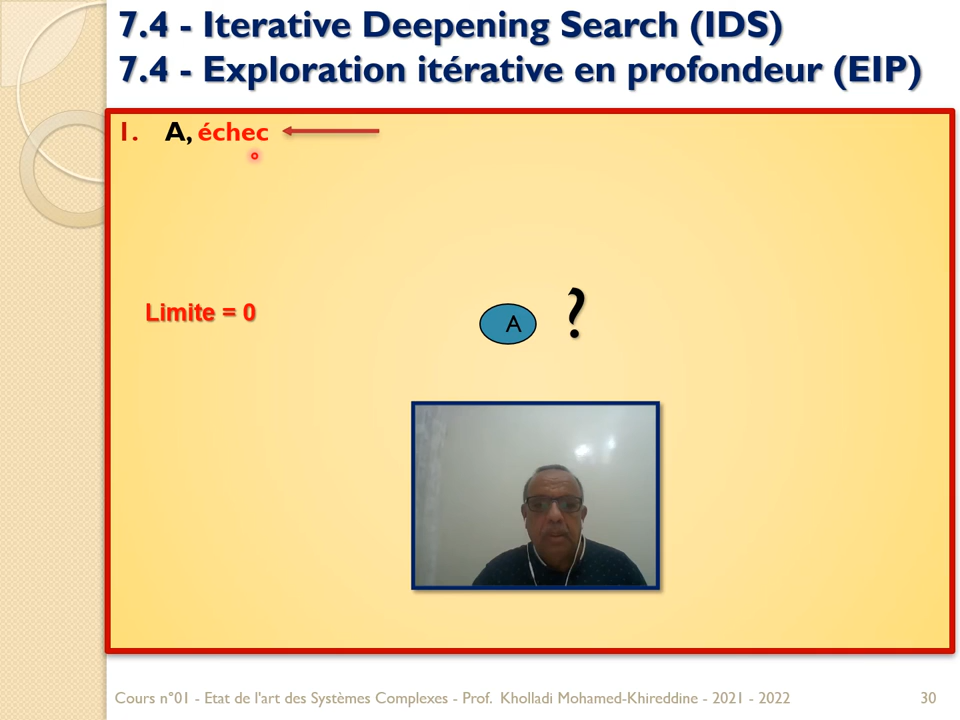 7.4 - Iterative Deepening Search (IDS)
7.4 - Exploration itérative en profondeur (EIP)
1. A, échec
Limite = 0
A ?
Cours n°01 - Etat de l'art des Systèmes Complexes - Prof. Kholladi Mohamed-Khireddine - 2021 - 2022 30